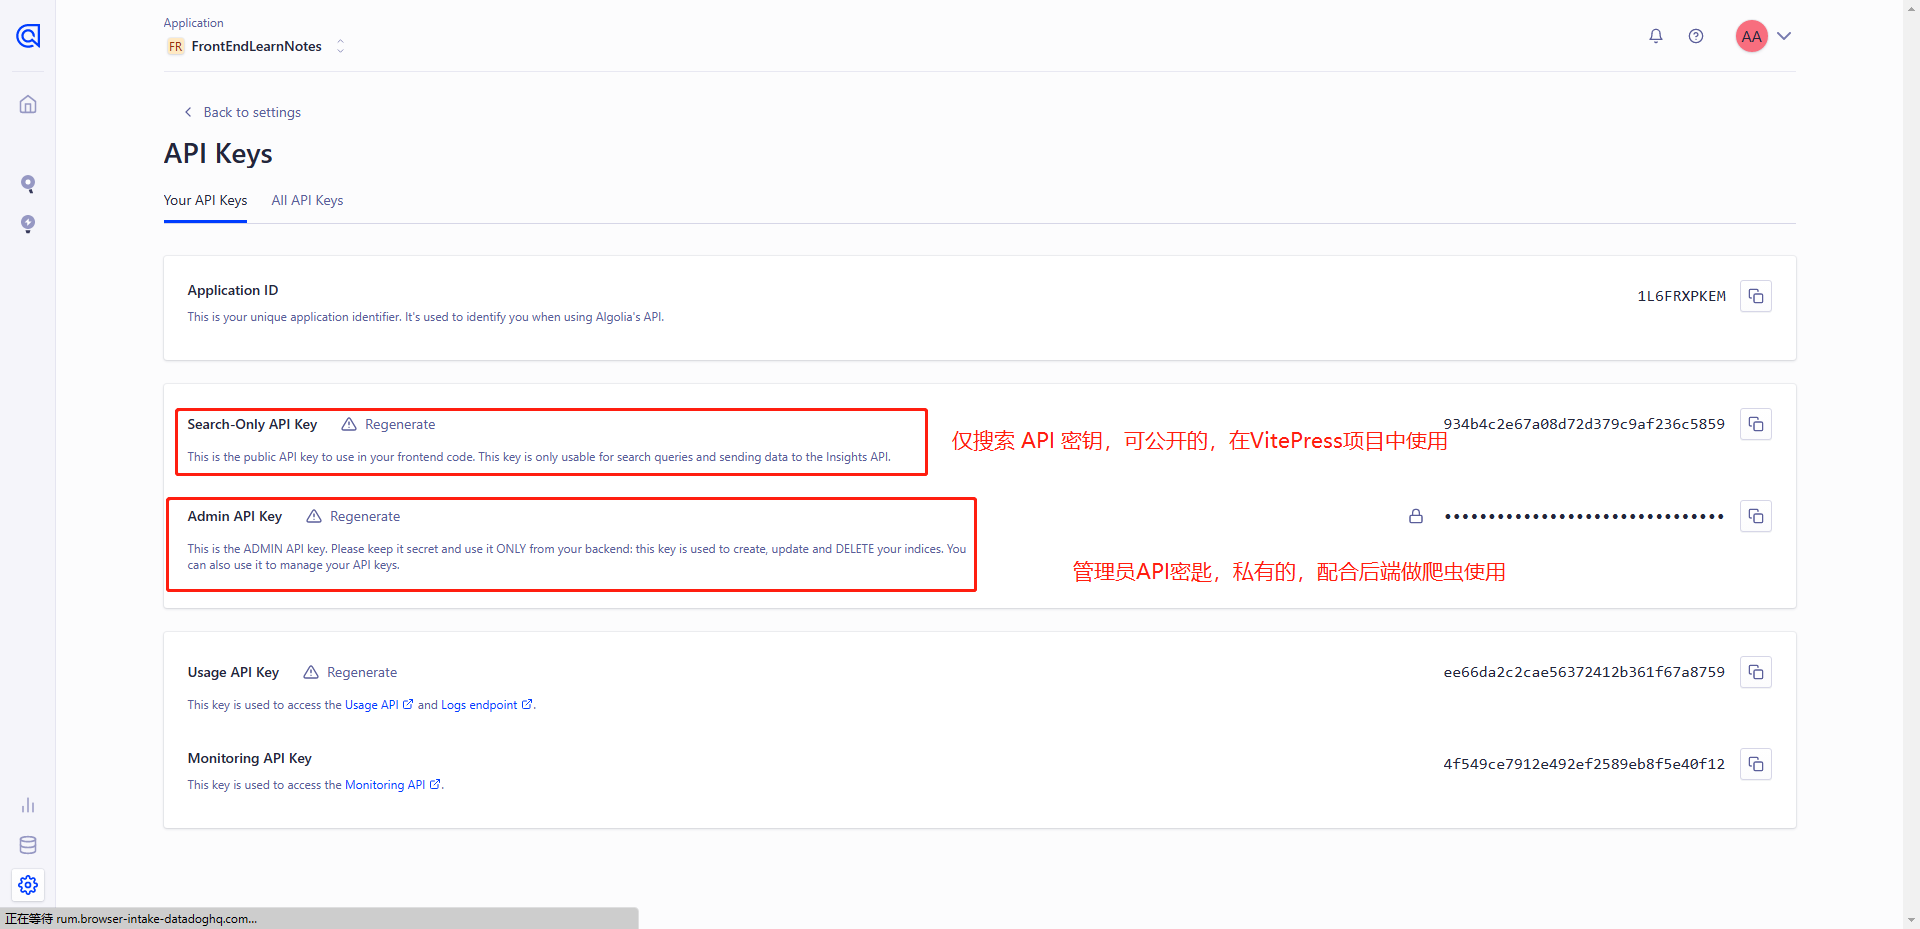 Application
FR FrontEndLearnNotes
AA
Back to settings
API Keys
Your API Keys All API Keys
Application ID
1L6FRXPKEM
This is your unique application identifier. It's used to identify you when using Algolia's API.
Search-Only API Key Regenerate
934b4c2e67a08d72d379c9af236c5859
仅搜索 API 密钥，可公开的，在VitePress项目中使用
This is the public API key to use in your frontend code. This key is only usable for search queries and sending data to the Insights API.
Admin API Key Regenerate
••••••••••••••••••••••••••••••••
This is the ADMIN API key. Please keep it secret and use it ONLY from your backend: this key is used to create, update and DELETE your indices. You
can also use it to manage your API keys.
管理员API密匙，私有的，配合后端做爬虫使用
Usage API Key Regenerate
ee66da2c2cae56372412b361f67a8759
This key is used to access the Usage API and Logs endpoint.
Monitoring API Key
4f549ce7912e492ef2589eb8f5e40f12
This key is used to access the Monitoring API.
正在等待 rum.browser-intake-datadoghq.com...